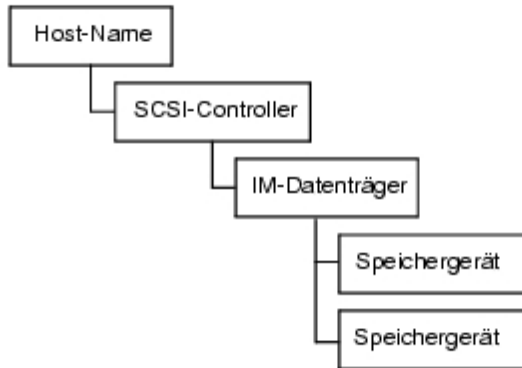 Host-Name
SCSI-Controller
IM-Datenträger
Speichergerät
Speichergerät